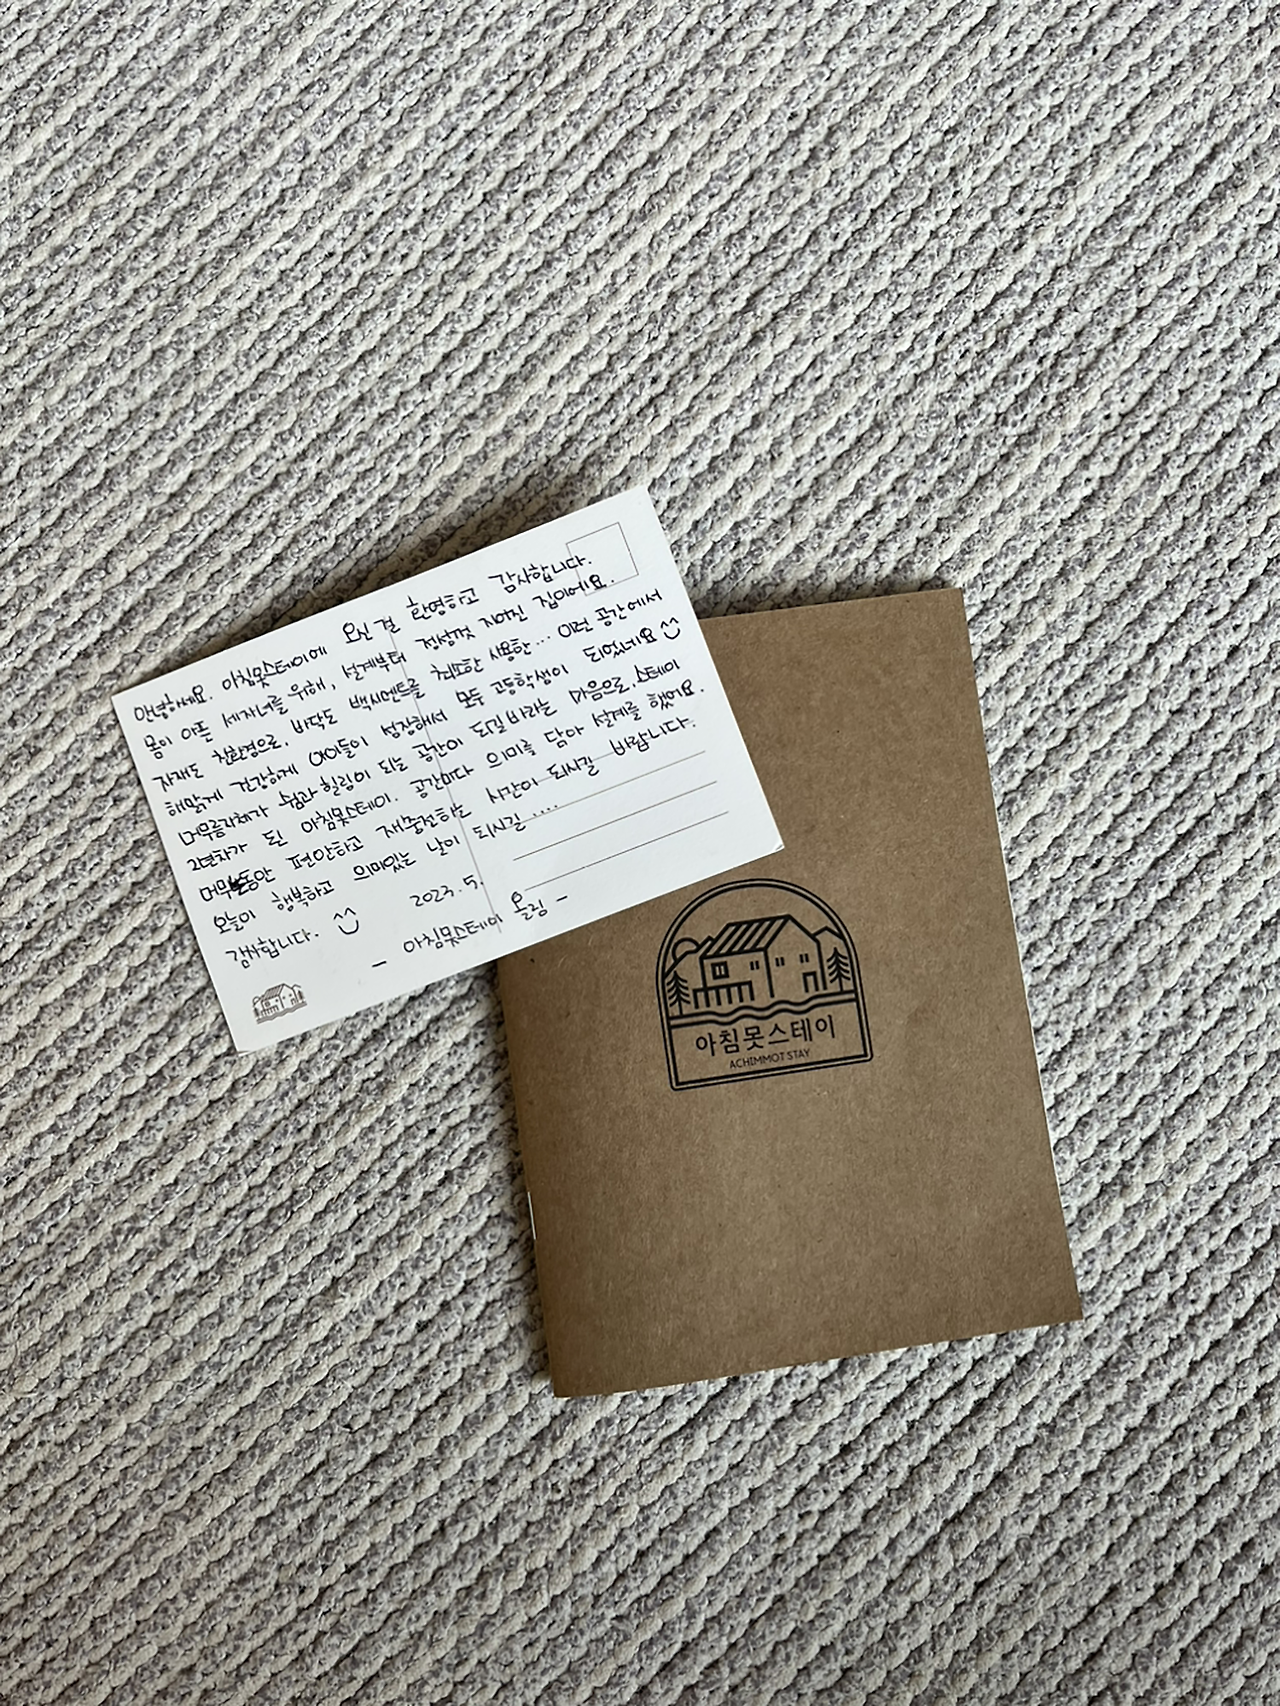 안녕하세요. 아침못스테이에 오신 걸 환영하고 감사합니다.
몸이 아픈 세자녀를 위해, 설계부터 정성껏 지어진 집이에요.
자재도 친환경으로, 바닥도 백시멘트를 최소한 사용한... 이런 공간에서
해맑게 건강하게 아이들이 성장해서 모두 고등학생이 되었네요
머무름자체가 쉼과 힐링이 되는 공간이 되길 바라는 마음으로, 스테이
2년차가 된 아침못스테이. 공간마다 의미를 담아 설계를 했어요.
머무는동안 편안하고 재충전하는 시간이 되시길 바랍니다.
오늘이 행복하고 의미있는 날이 되시길 ....
감사합니다. ^^ 2023. 5.
- 아침못스테이 올림 -
아침못스테이
ACHIMMOT STAY